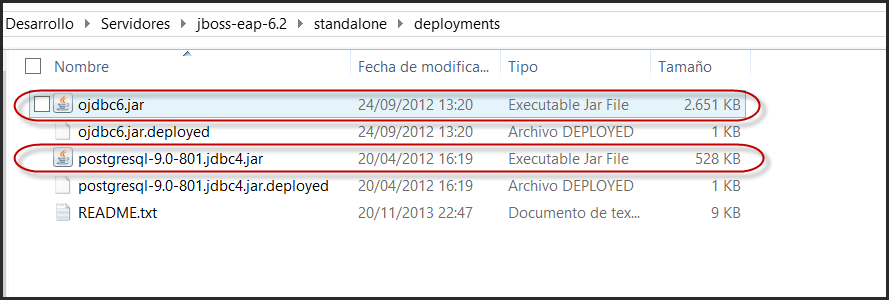 Desarrollo Servidores jboss-eap-6.2 standalone deployments
Nombre Fecha de modifica... Tipo Tamaño
ojdbc6.jar 24/09/2012 13:20 Executable Jar File 2.651 KB
ojdbc6.jar.deployed 24/09/2012 13:20 Archivo DEPLOYED 1 KB
postgresql-9.0-801.jdbc4.jar 20/04/2012 16:19 Executable Jar File 528 KB
postgresql-9.0-801.jdbc4.jar.deployed 20/04/2012 16:19 Archivo DEPLOYED 1 KB
README.txt 20/11/2013 22:47 Documento de tex... 9 KB